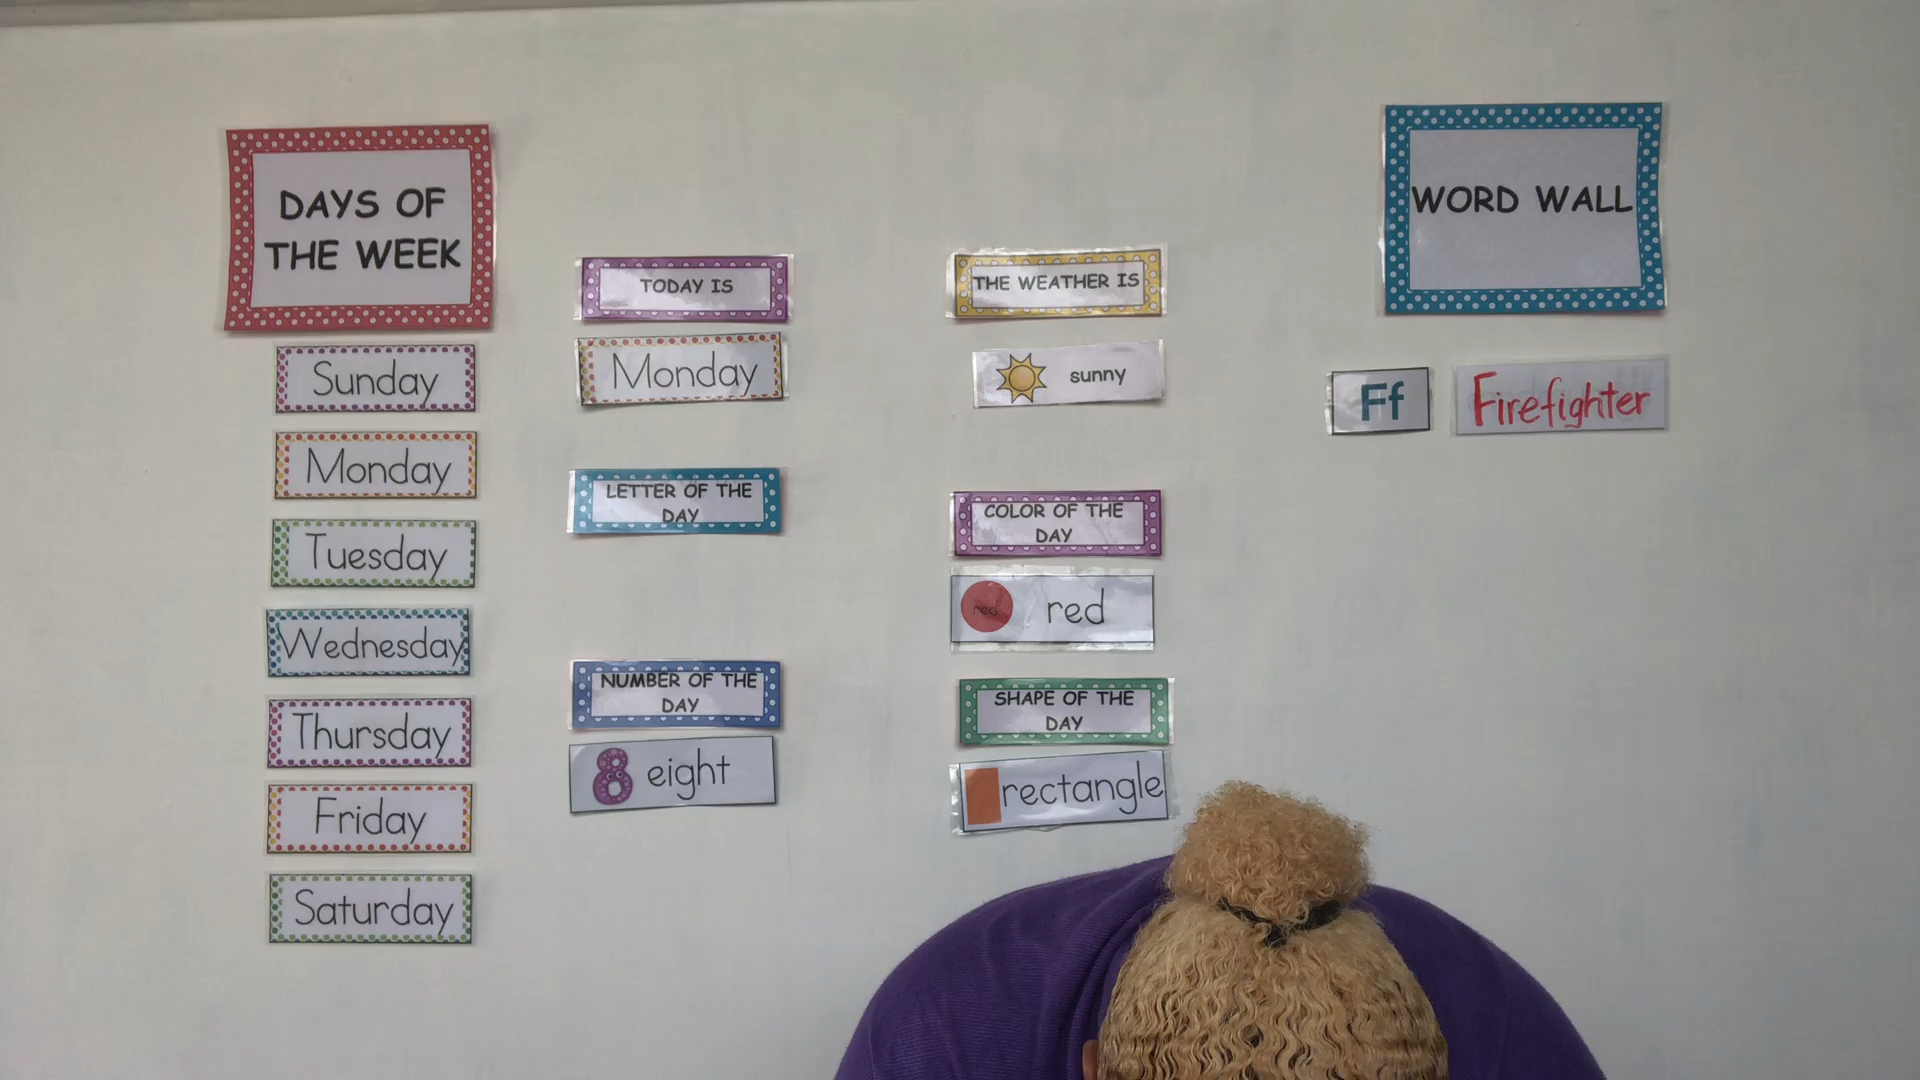 DAYS OF
THE WEEK
Sunday
Monday
Tuesday
Wednesday
Thursday
Friday
Saturday
TODAY IS
Monday
LETTER OF THE
DAY
NUMBER OF THE
DAY
8 eight
THE WEATHER IS
sunny
COLOR OF THE
DAY
red red
SHAPE OF THE
DAY
rectangle
WORD WALL
Ff Firefighter